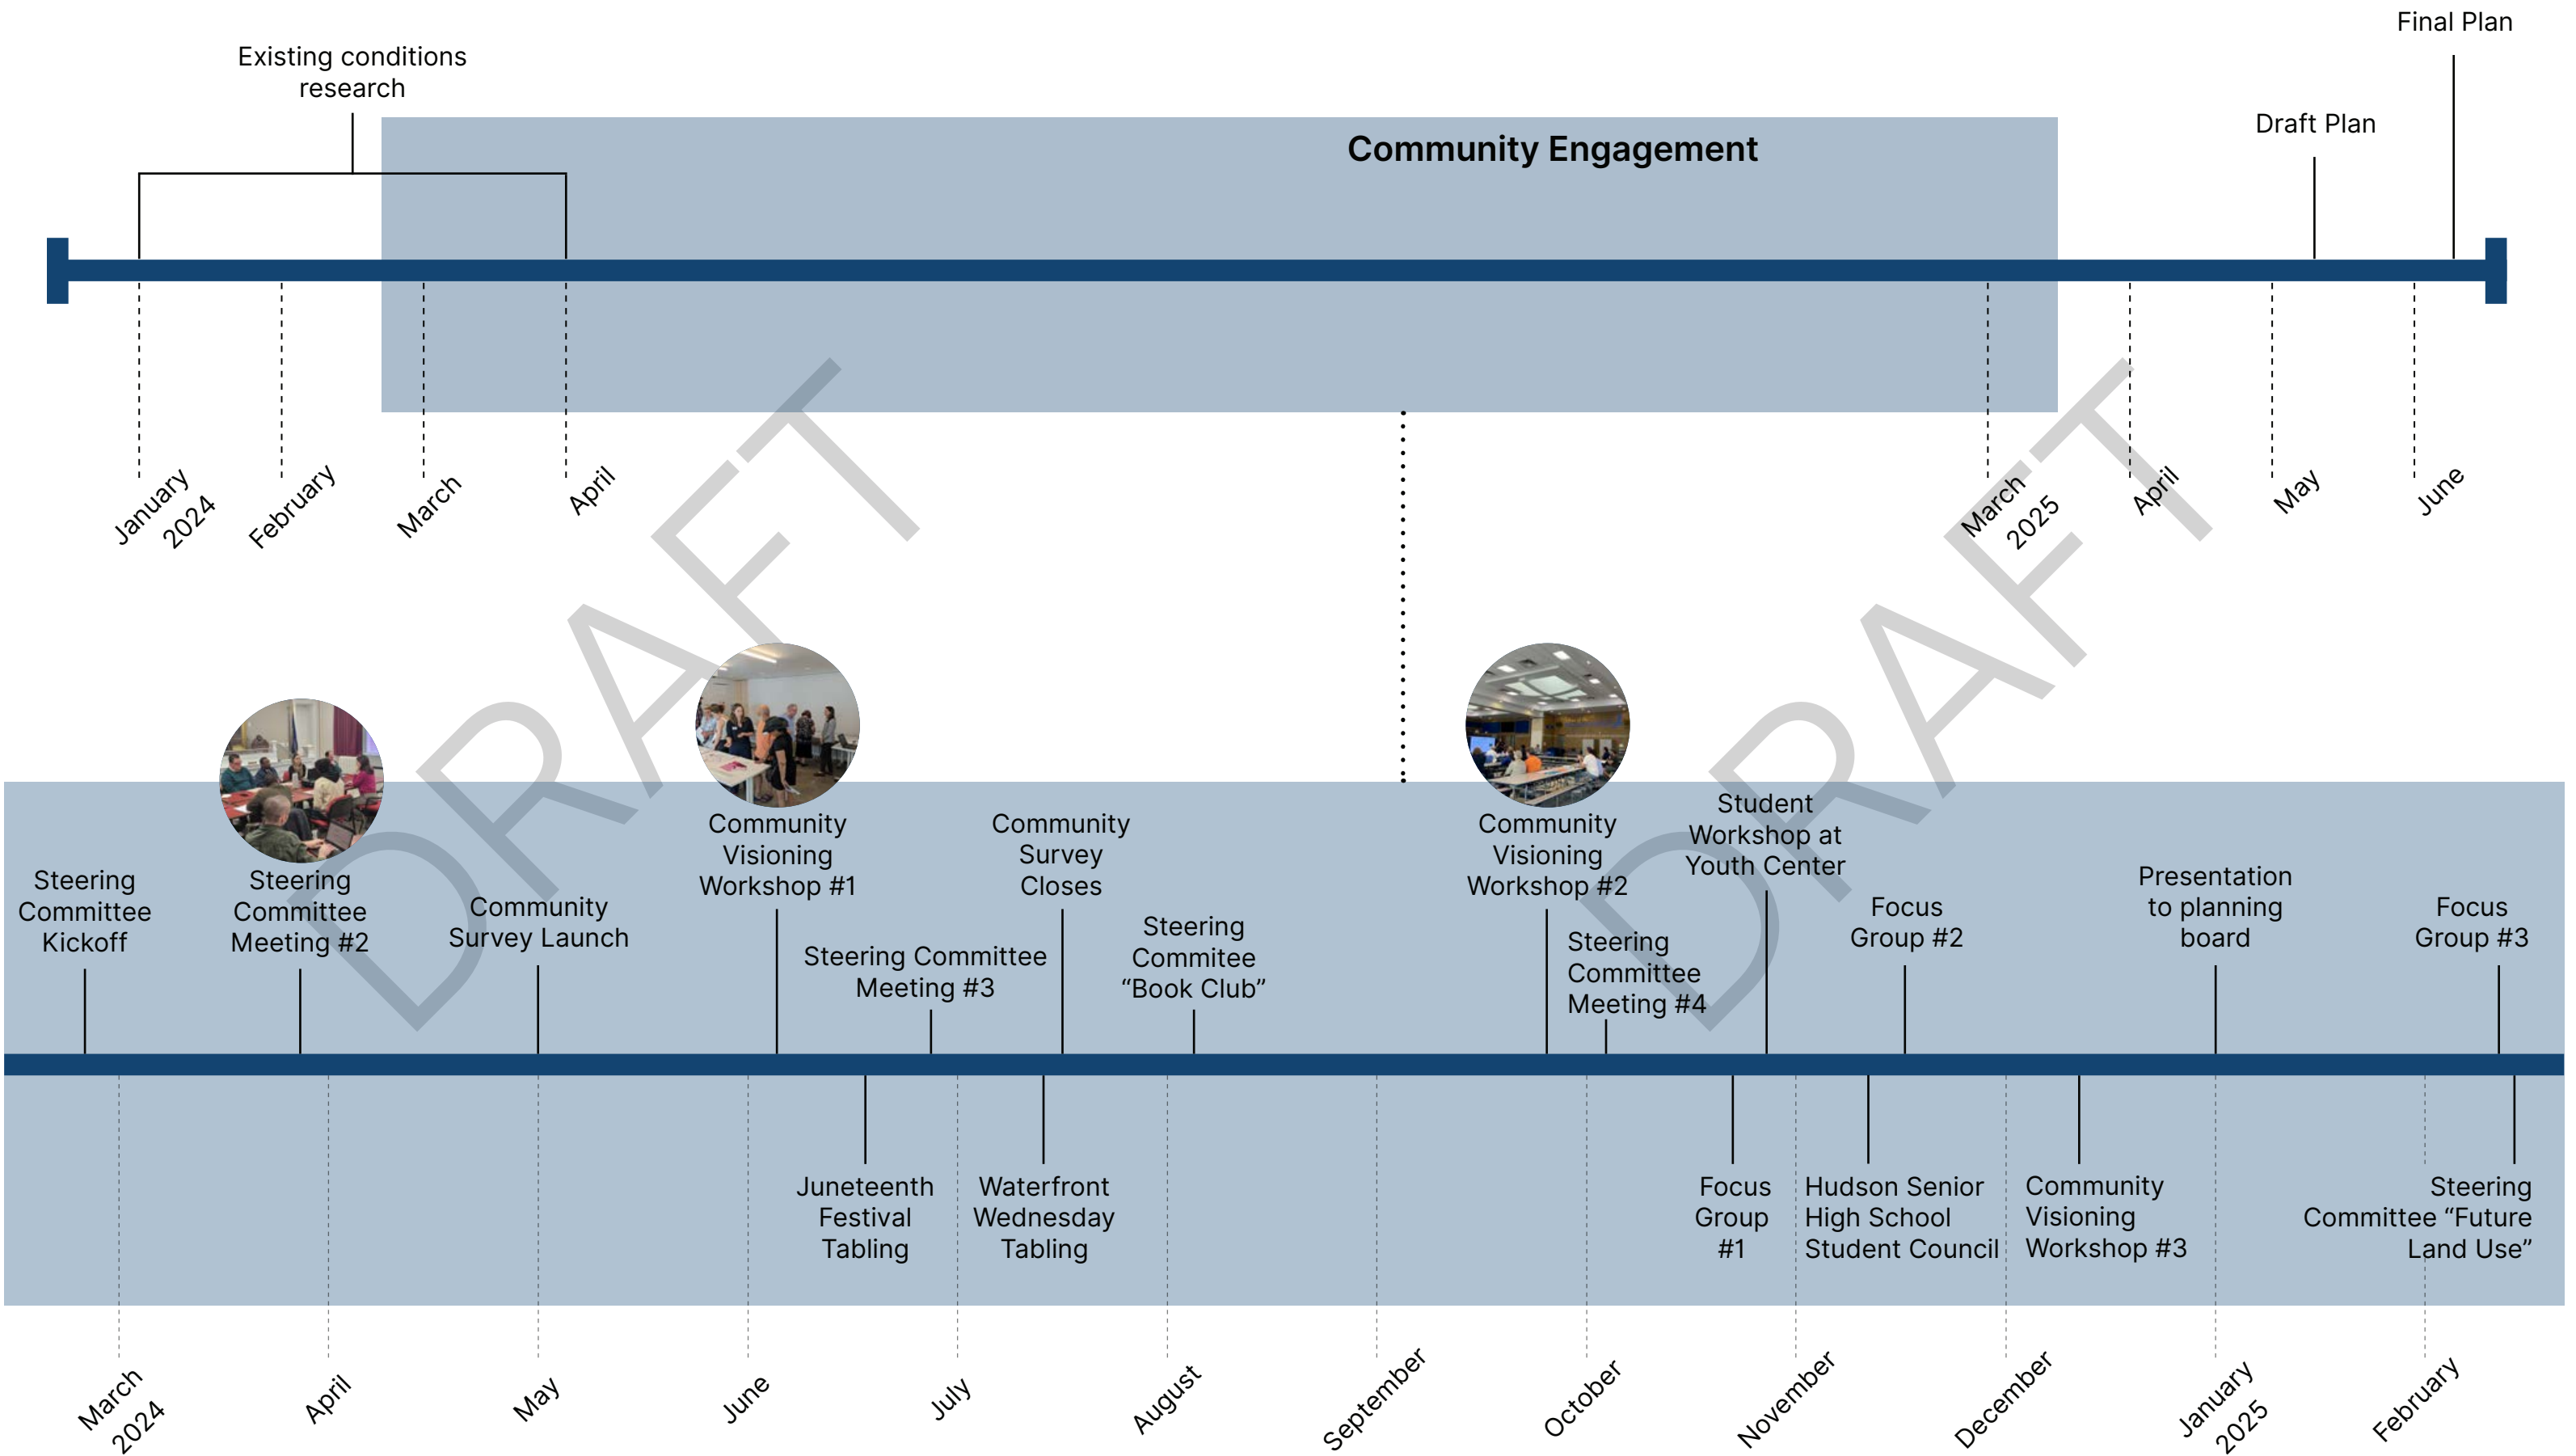 Final Plan
Existing conditions
research
Draft Plan
Community Engagement
January
2024
February
March
April
March
2025
April
May
June
DRAFT
DRAFT
Steering
Committee
Kickoff
Steering
Committee
Meeting #2
Community
Survey Launch
Community
Visioning
Workshop #1
Steering Committee
Meeting #3
Community
Survey
Closes
Steering
Commitee
“Book Club”
Community
Visioning
Workshop #2
Steering
Committee
Meeting #4
Student
Workshop at
Youth Center
Focus
Group #2
Presentation
to planning
board
Focus
Group #3
Juneteenth
Festival
Tabling
Waterfront
Wednesday
Tabling
Focus
Group
#1
Hudson Senior
High School
Student Council
Community
Visioning
Workshop #3
Steering
Committee “Future
Land Use”
March
2024
April
May
June
July
August
September
October
November
December
January
2025
February